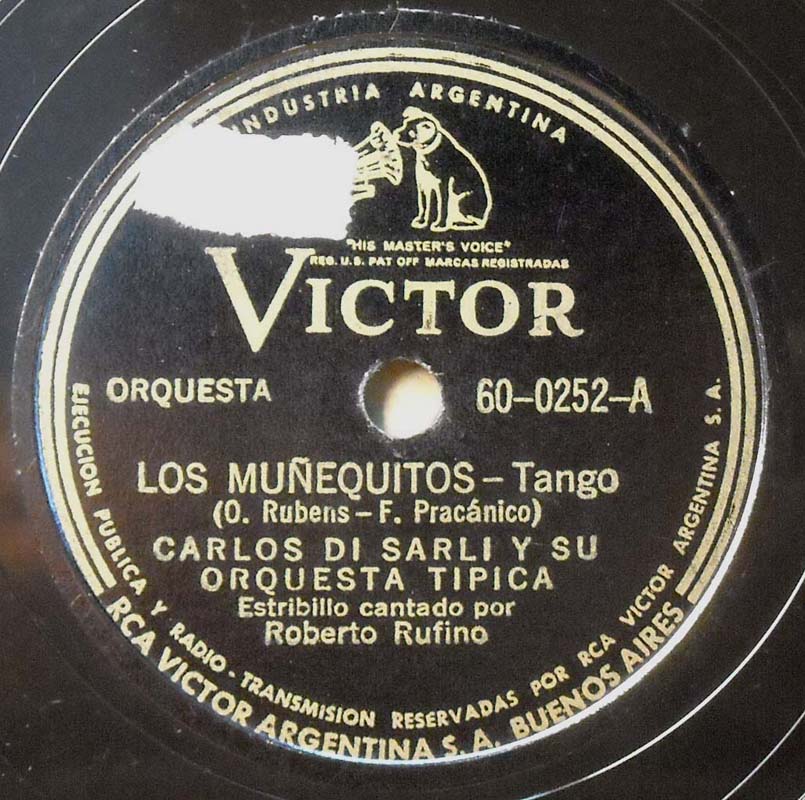 INDUSTRIA ARGENTINA
"HIS MASTER'S VOICE"
REG. U.S. PAT OFF MARCAS REGISTRADAS
VICTOR
ORQUESTA 60-0252-A
LOS MUÑEQUITOS - Tango
(O. Rubens - F. Pracánico)
CARLOS DI SARLI Y SU
ORQUESTA TIPICA
Estribillo cantado por
Roberto Rufino
EJECUCION PUBLICA Y RADIO-TRANSMISION RESERVADAS POR RCA VICTOR ARGENTINA S. A.
RCA VICTOR ARGENTINA S. A. BUENOS AIRES